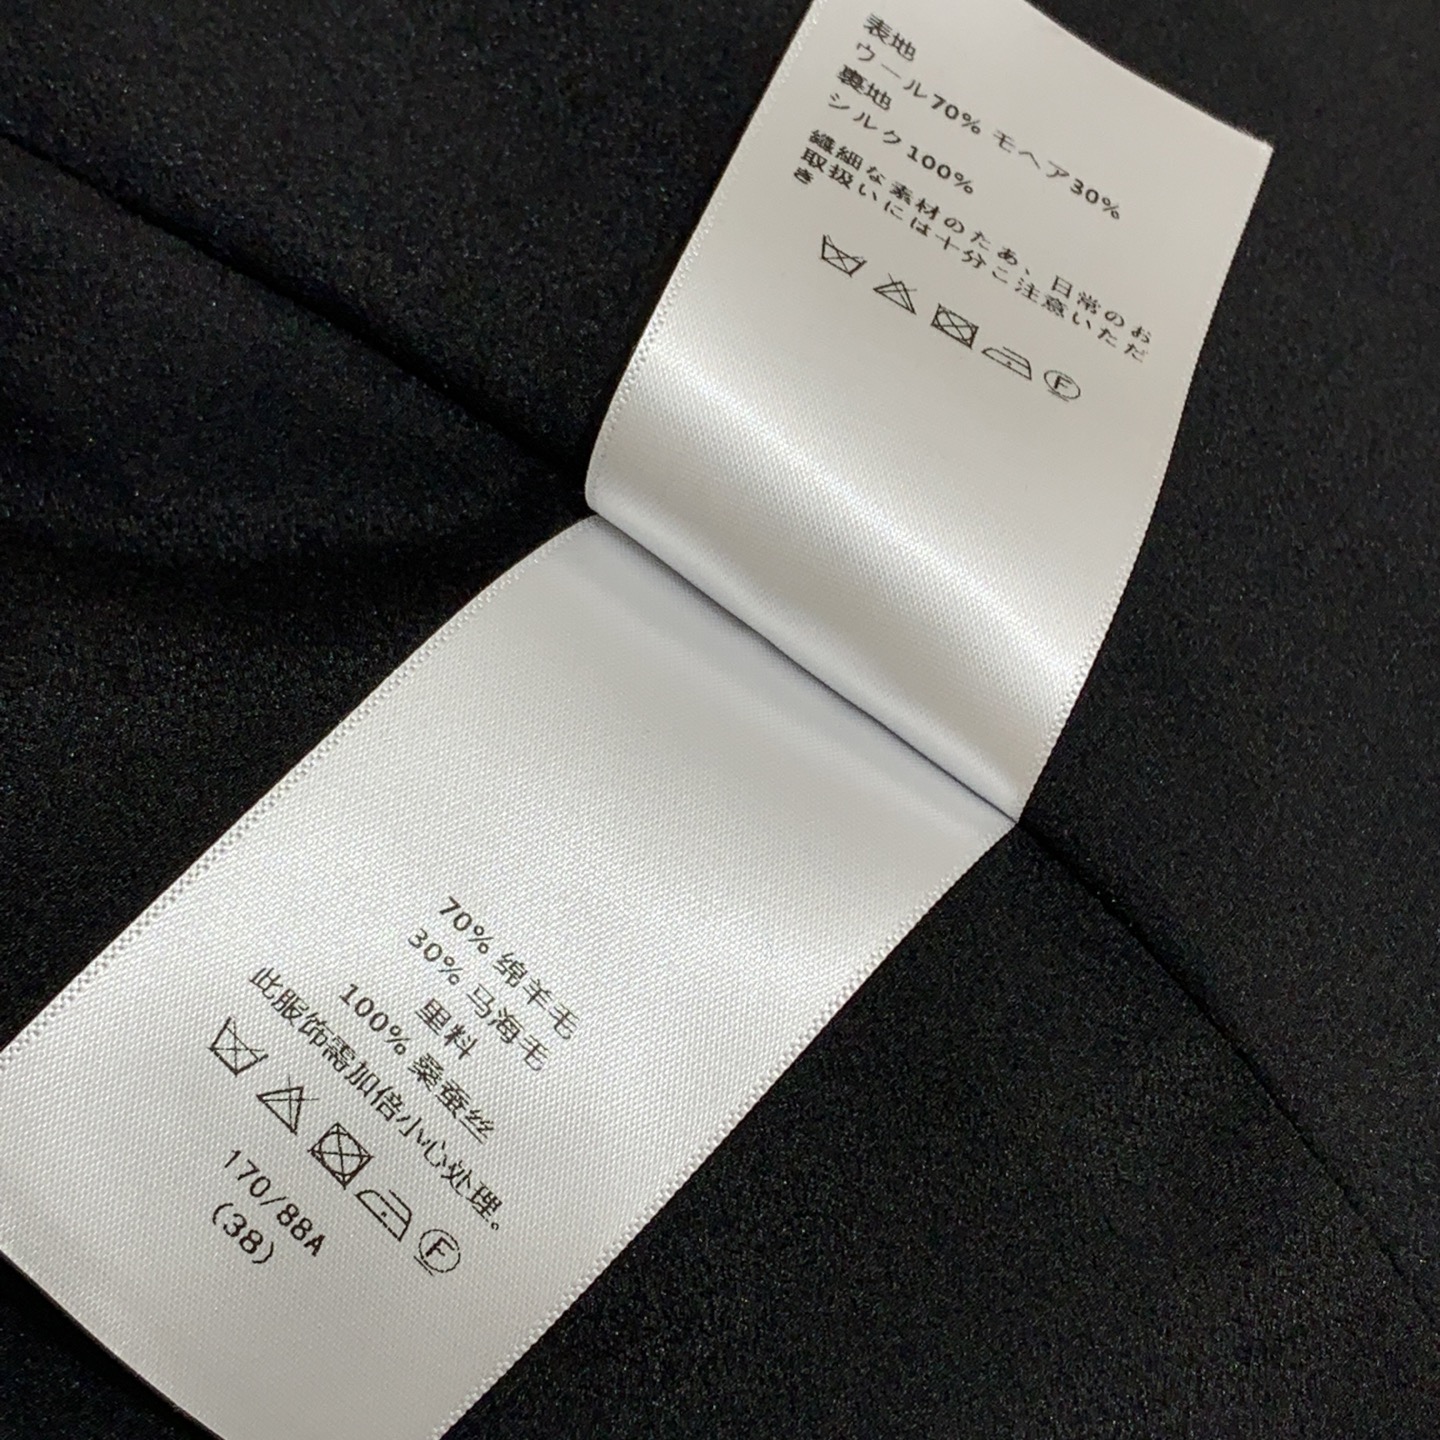 表地
ウール70% モヘア30%
裏地
シルク100%
繊細な素材のたあ、日常のお
取扱いには十分こ注意いただ
き
F
70% 绵羊毛
30% 马海毛
里料
100% 桑蚕丝
此服饰需加倍小心处理。
F
170/88A
(38)